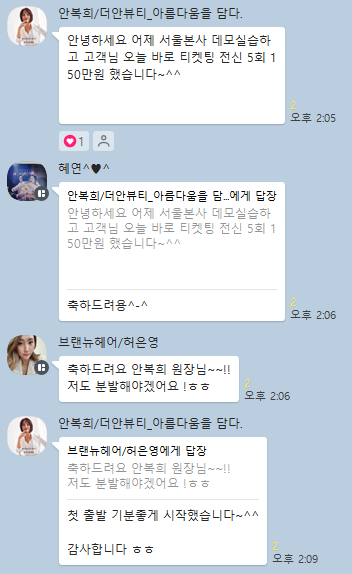 안복희/더안뷰티_아름다움을 담다.
안녕하세요 어제 서울본사 데모실습하
고 고객님 오늘 바로 티켓팅 전신 5회 1
50만원 했습니다~^^
2
오후 2:05
1
혜연^♥^
안복희/더안뷰티_아름다움을 담...에게 답장
안녕하세요 어제 서울본사 데모실습하
고 고객님 오늘 바로 티켓팅 전신 5회 1
50만원 했습니다~^^
축하드려용^-^
2
오후 2:06
브랜뉴헤어/허은영
축하드려요 안복희 원장님~~!!
저도 분발해야겠어요 !ㅎㅎ
2
오후 2:06
안복희/더안뷰티_아름다움을 담다.
브랜뉴헤어/허은영에게 답장
축하드려요 안복희 원장님~~!!
저도 분발해야겠어요 !ㅎㅎ
첫 출발 기분좋게 시작했습니다~^^
감사합니다 ㅎㅎ
2
오후 2:09